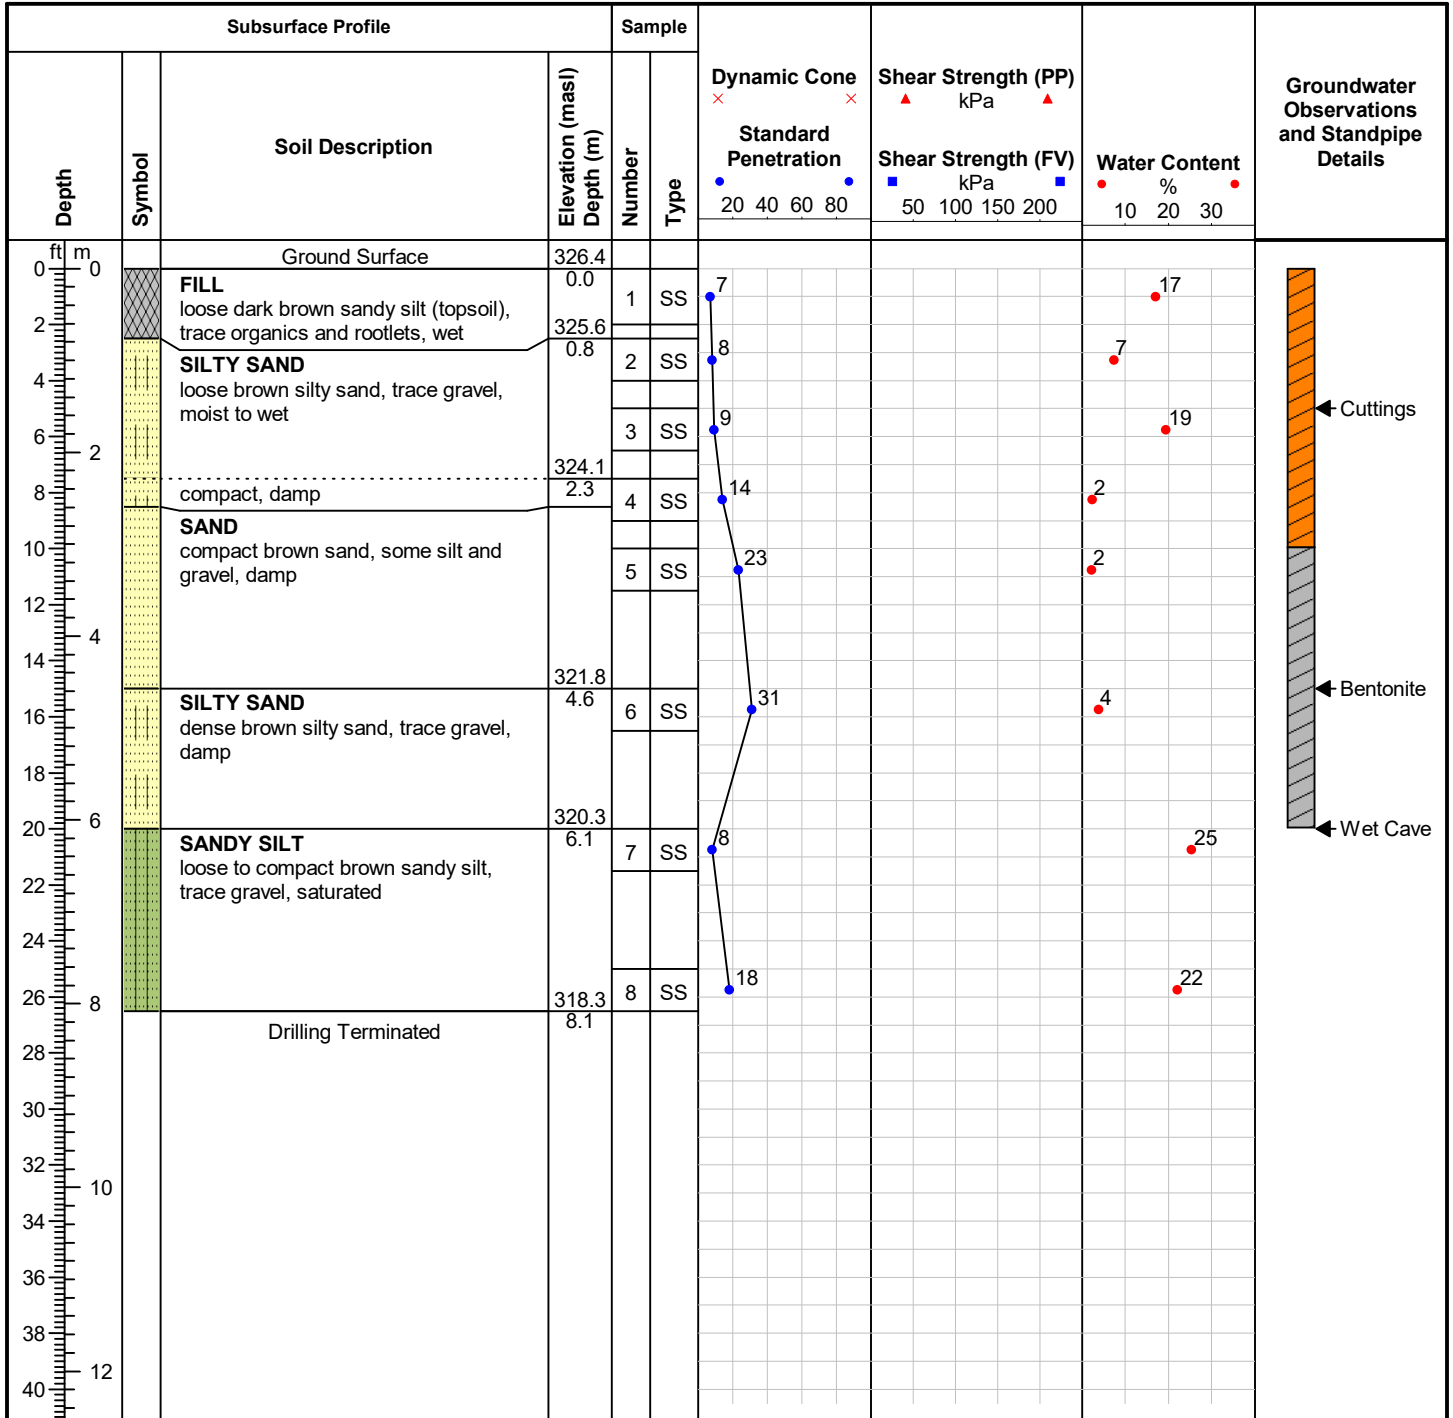 Subsurface Profile
Sample
Depth
Symbol
Soil Description
Elevation (masl)
Depth (m)
Number
Type
Dynamic Cone
Standard
Penetration
20 40 60 80
Shear Strength (PP)
kPa
Shear Strength (FV)
kPa
50 100 150 200
Water Content
%
10 20 30
Groundwater
Observations
and Standpipe
Details
ft m
0 0
2
4
6
2
8
10
12
4
14
16
18
6
20
22
24
26 8
28
30
32
10
34
36
38
12
40
Ground Surface 326.4
0.0
FILL
loose dark brown sandy silt (topsoil),
trace organics and rootlets, wet
325.6
0.8
SILTY SAND
loose brown silty sand, trace gravel,
moist to wet
324.1
2.3
compact, damp
SAND
compact brown sand, some silt and
gravel, damp
321.8
4.6
SILTY SAND
dense brown silty sand, trace gravel,
damp
320.3
6.1
SANDY SILT
loose to compact brown sandy silt,
trace gravel, saturated
318.3
8.1
Drilling Terminated
1 SS 7 17
2 SS 8 7
3 SS 9 19
4 SS 14 2
5 SS 23 2
6 SS 31 4
7 SS 8 25
8 SS 18 22
Cuttings
Bentonite
Wet Cave